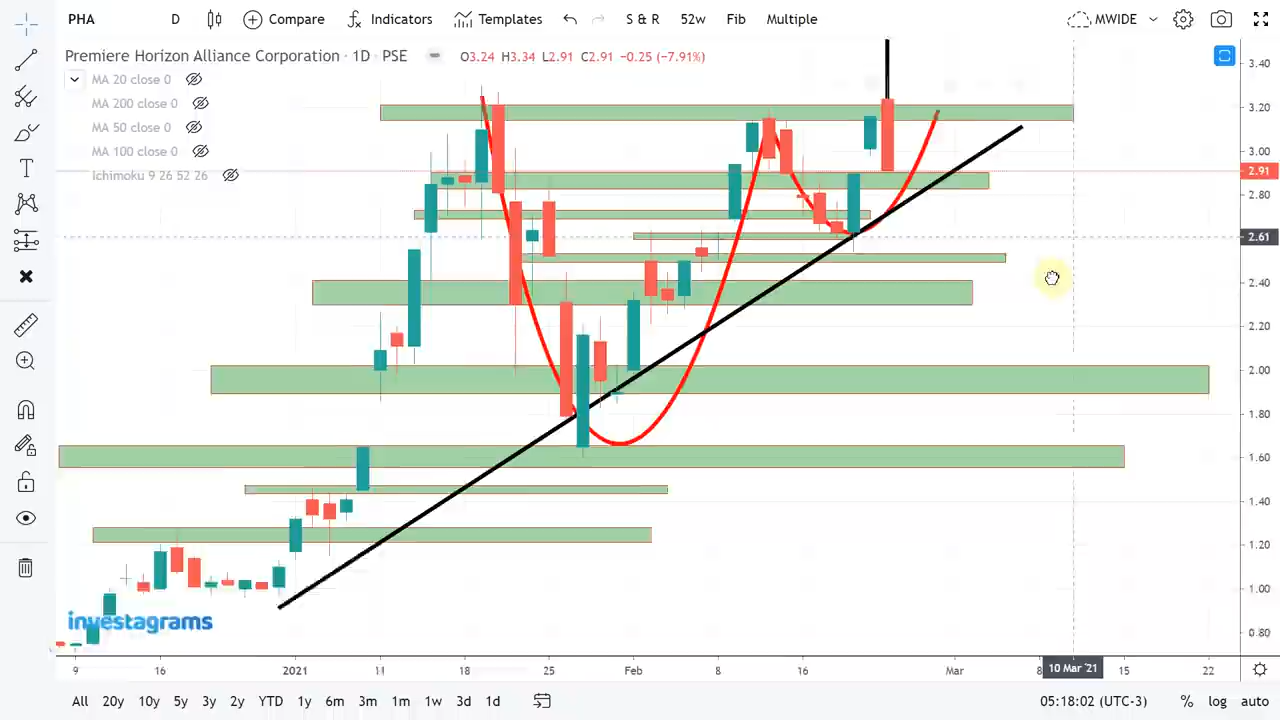 PHA D Compare Indicators Templates S & R 52w Fib Multiple MWIDE
Premiere Horizon Alliance Corporation · 1D · PSE O3.24 H3.34 L2.91 C2.91 −0.25 (−7.91%)
MA 20 close 0
MA 200 close 0
MA 50 close 0
MA 100 close 0
Ichimoku 9 26 52 26
3.40
3.20
3.00
2.91
2.80
2.61
2.40
2.20
2.00
1.80
1.60
1.40
1.20
1.00
0.80
investagrams
9 16 2021 11 18 25 Feb 8 16 Mar 8 10 Mar '21 15 22
All 20y 10y 5y 3y 2y YTD 1y 6m 3m 1m 1w 3d 1d 05:18:02 (UTC-3) % log auto